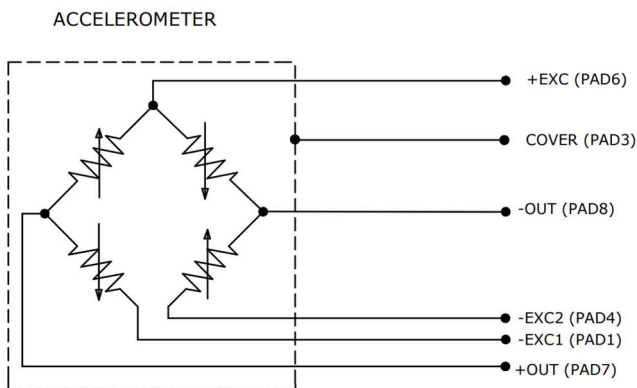 ACCELEROMETER
+EXC (PAD6)
COVER (PAD3)
-OUT (PAD8)
-EXC2 (PAD4)
-EXC1 (PAD1)
+OUT (PAD7)